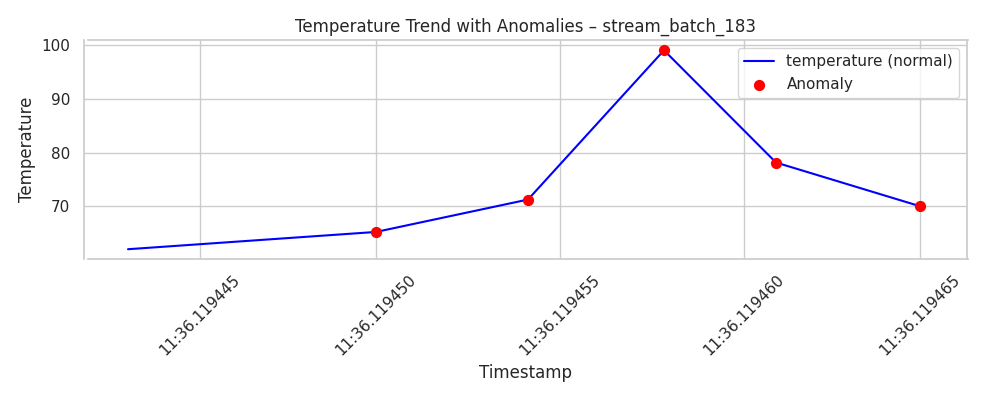 Temperature Trend with Anomalies – stream_batch_183
100
90
80
70
Temperature
temperature (normal)
Anomaly
11:36.119445
11:36.119450
11:36.119455
11:36.119460
11:36.119465
Timestamp